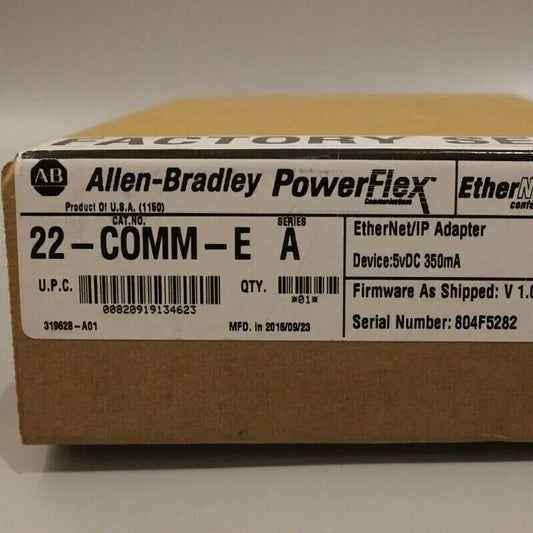 FACTORY SE
AB Allen-Bradley PowerFlex Communications EtherN
Product Of U.S.A. (1150)
CAT.NO. SERIES
22-COMM-E A
EtherNet/IP Adapter
Device:5vDC 350mA
U.P.C. 00820919134623 QTY. *01*
Firmware As Shipped: V 1.0
319628-A01 MFD. in 2016/09/23
Serial Number: 804F5282